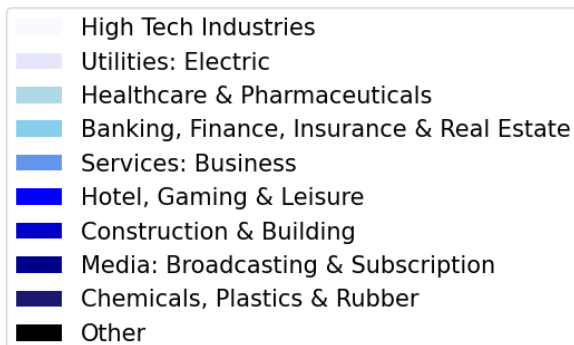 High Tech Industries
Utilities: Electric
Healthcare & Pharmaceuticals
Banking, Finance, Insurance & Real Estate
Services: Business
Hotel, Gaming & Leisure
Construction & Building
Media: Broadcasting & Subscription
Chemicals, Plastics & Rubber
Other